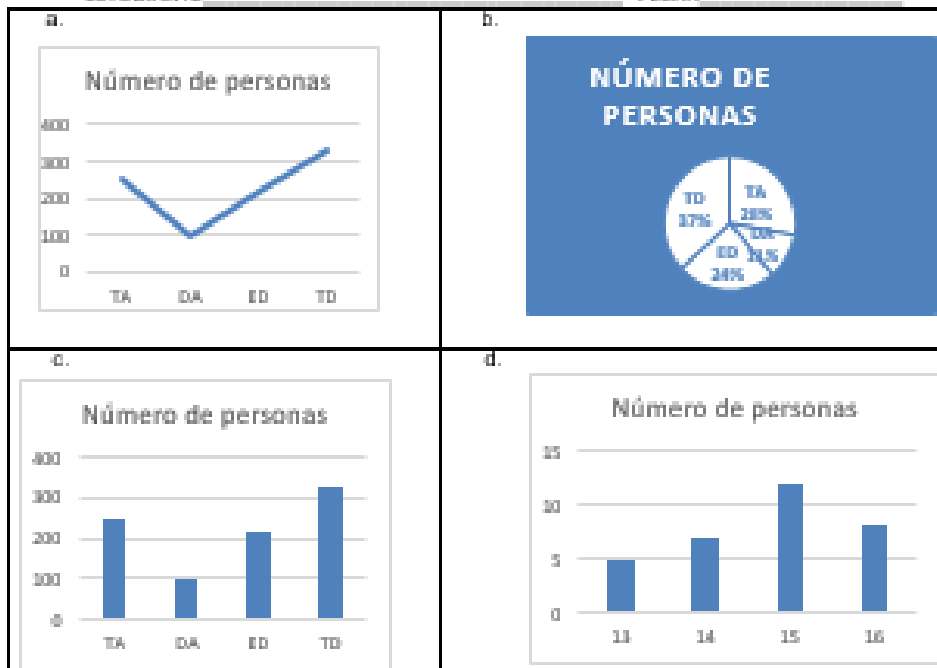 a.
Número de personas
400
300
200
100
0
TA DA ED TD
b.
NÚMERO DE
PERSONAS
TD
37%
TA
28%
DA
11%
ED
24%
c.
Número de personas
400
300
200
100
0
TA DA ED TD
d.
Número de personas
15
10
5
0
13 14 15 16